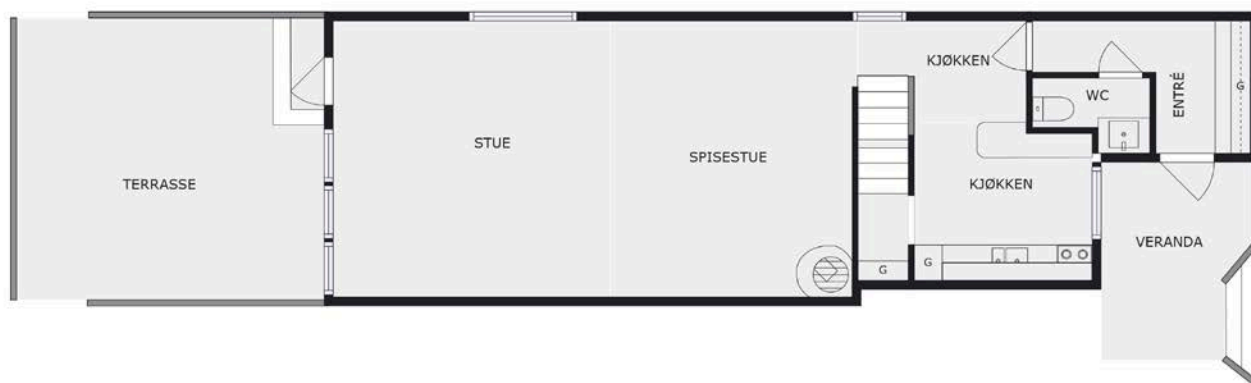 KJØKKEN
WC
ENTRÉ
G
STUE
SPISESTUE
TERRASSE
KJØKKEN
VERANDA
G
G